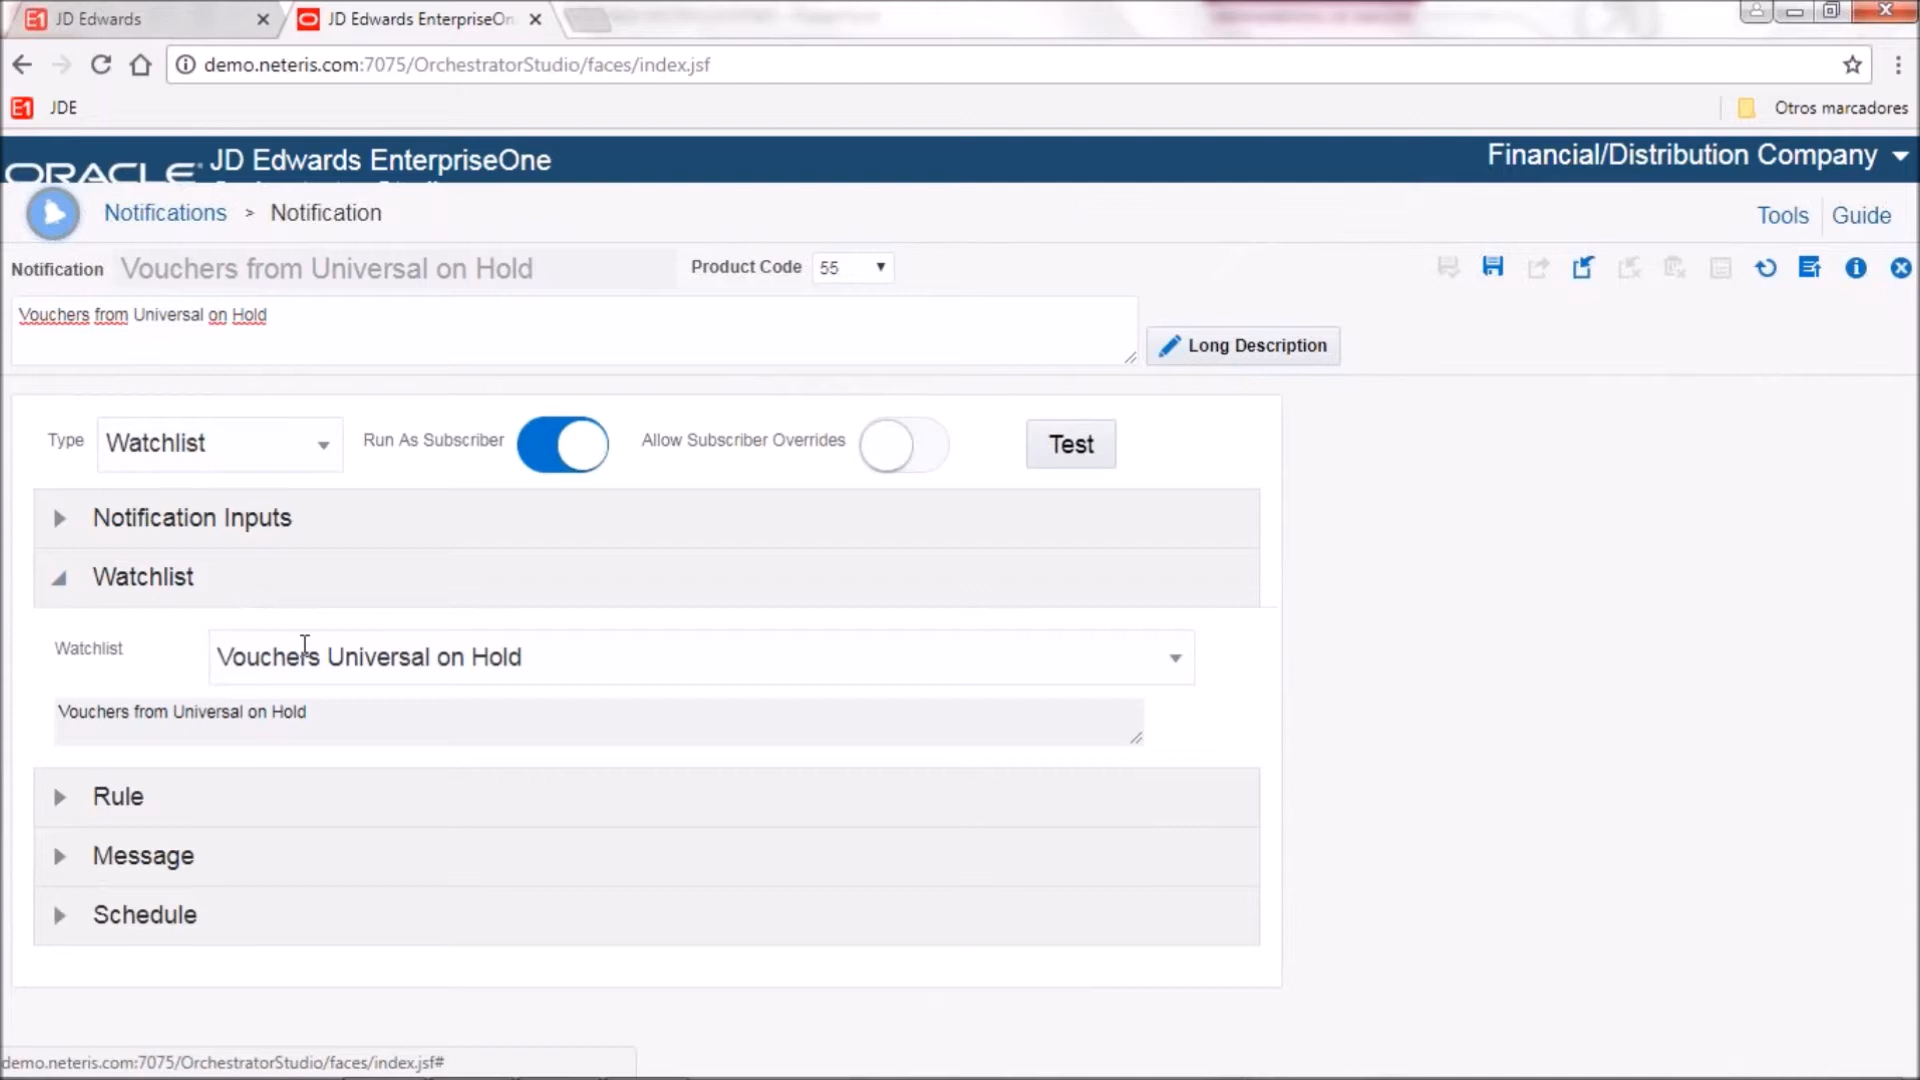 JD Edwards
JD Edwards EnterpriseOn
demo.neteris.com:7075/OrchestratorStudio/faces/index.jsf
E1 JDE
Otros marcadores
ORACLE JD Edwards EnterpriseOne
Financial/Distribution Company
Notifications > Notification
Tools Guide
Notification Vouchers from Universal on Hold Product Code 55
Vouchers from Universal on Hold
Long Description
Type Watchlist Run As Subscriber Allow Subscriber Overrides Test
Notification Inputs
Watchlist
Watchlist Vouchers Universal on Hold
Vouchers from Universal on Hold
Rule
Message
Schedule
demo.neteris.com:7075/OrchestratorStudio/faces/index.jsf#